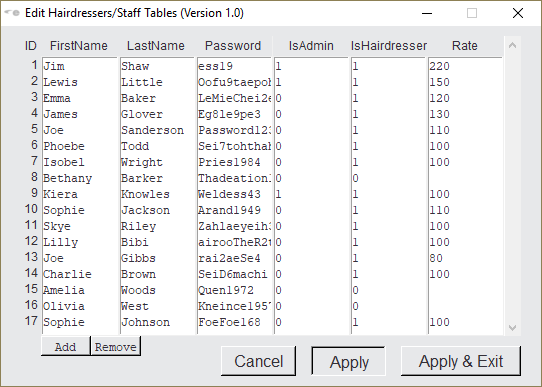 Edit Hairdressers/Staff Tables (Version 1.0)
ID FirstName LastName Password IsAdmin IsHairdresser Rate
1 Jim Shaw ess19 1 1 220
2 Lewis Little Oofu9taepoh 1 1 150
3 Emma Baker LeMieChei2e 0 1 120
4 James Glover Eg81e9pe3 0 1 130
5 Joe Sanderson Password123 0 1 110
6 Phoebe Todd Sei7tohthah 0 1 100
7 Isobel Wright Pries1984 0 1 100
8 Bethany Barker Thadeation1 0 0
9 Kiera Knowles Weldess43 1 1 100
10 Sophie Jackson Arand1949 0 1 110
11 Skye Riley Zahlaeyeih3 0 1 100
12 Lilly Bibi airooTheR2t 0 1 100
13 Joe Gibbs rai2aeSe4 0 1 80
14 Charlie Brown SeiD6machi 0 1 100
15 Amelia Woods Quen1972 0 0
16 Olivia West Kneince1957 0 0
17 Sophie Johnson FoeFoe168 0 1 100
Add Remove
Cancel Apply Apply & Exit